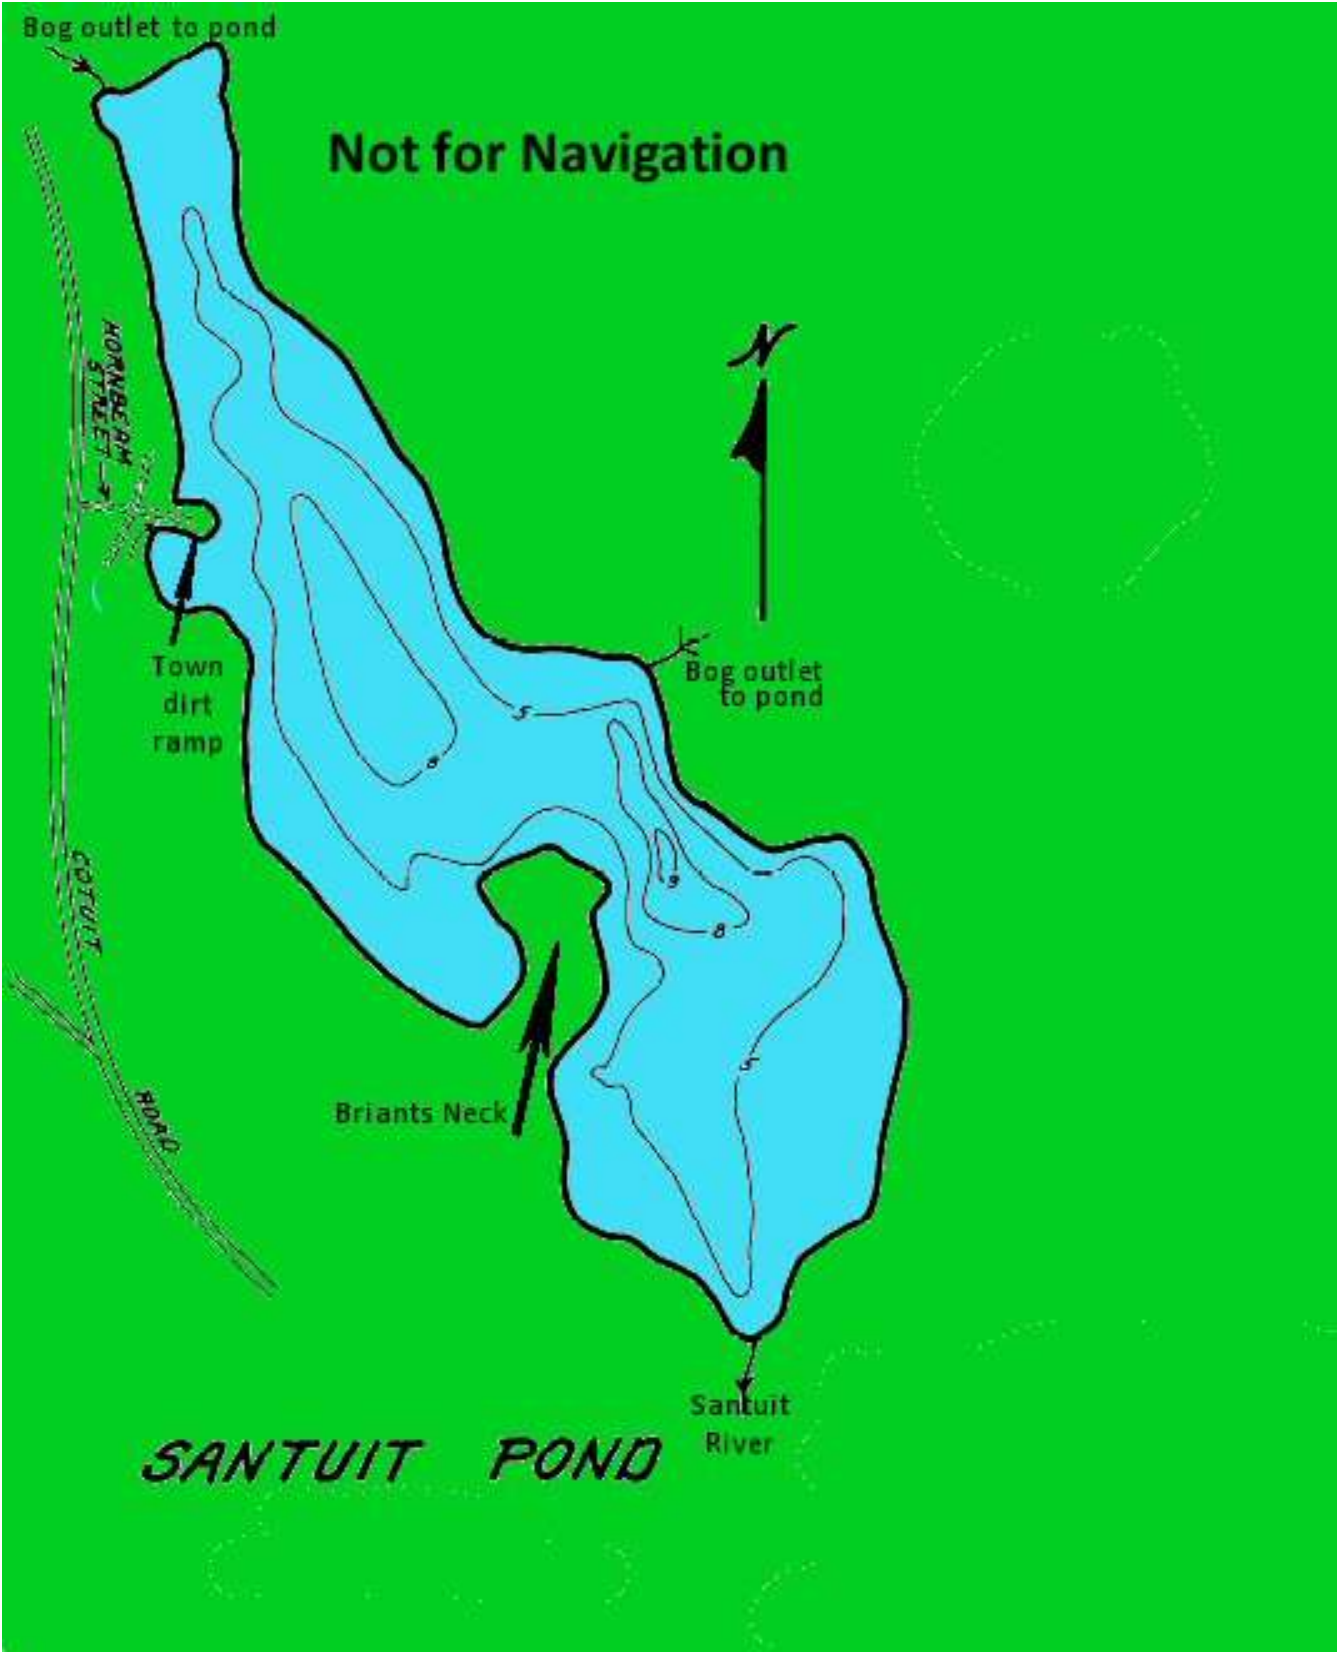 Bog outlet to pond
Not for Navigation
N
HORNBEAM
STREET
Town
dirt
ramp
Bog outlet
to pond
5
8
9
8
COTUIT
5
Briants Neck
ROAD
Santuit
River
SANTUIT POND